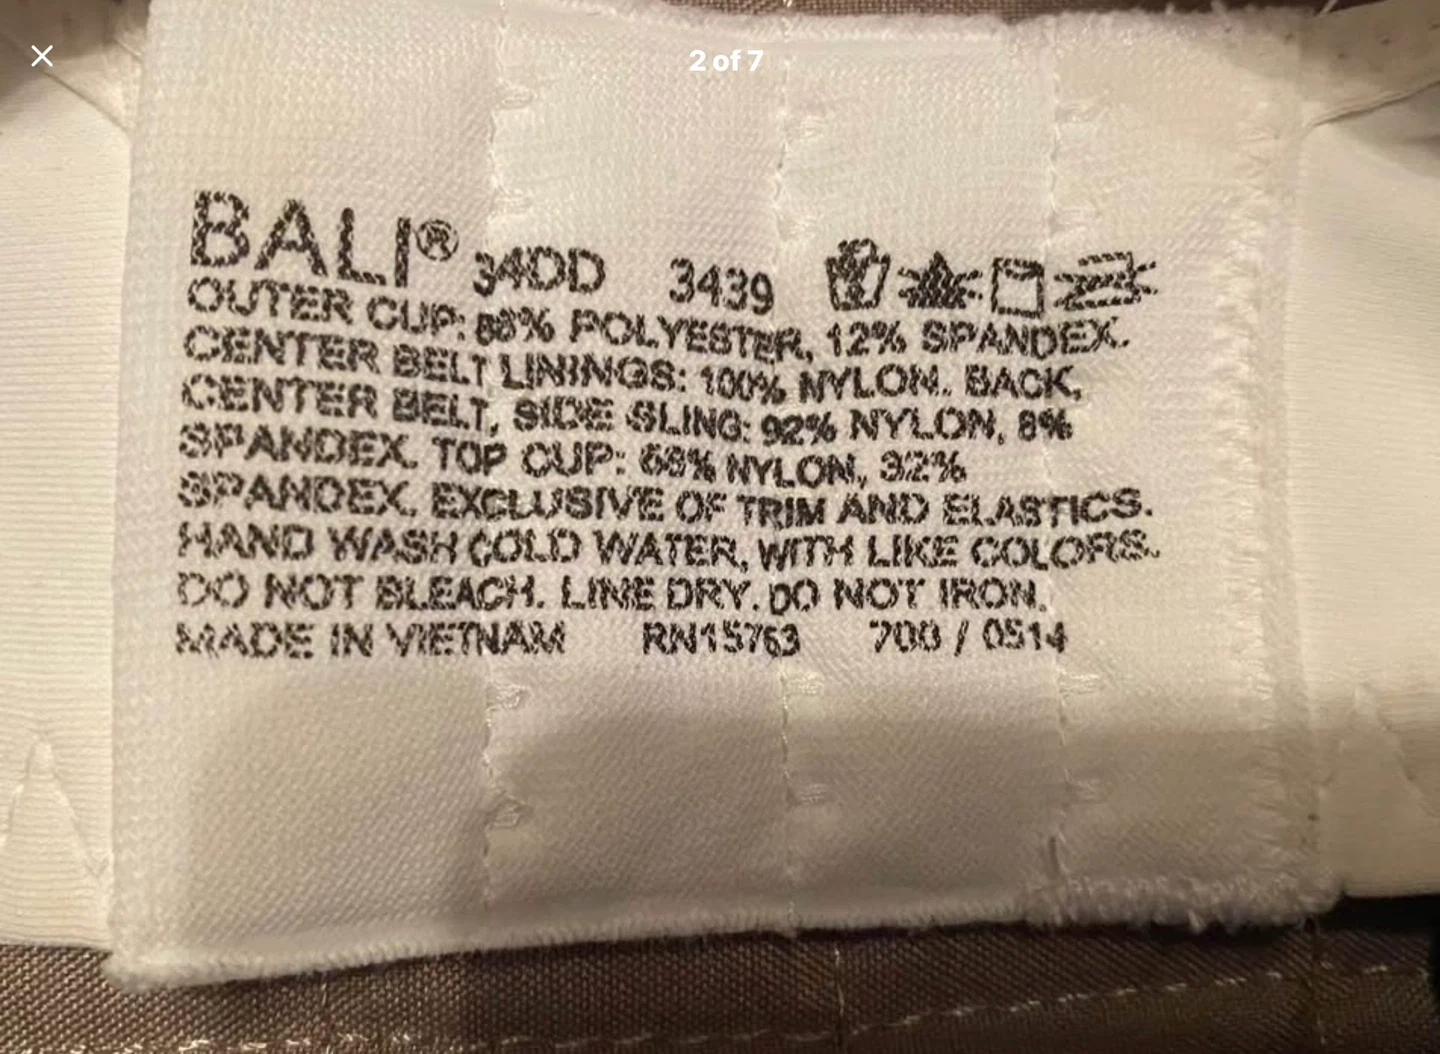 2 of 7
BALI® 34DD 3439
OUTER CUP: 88% POLYESTER, 12% SPANDEX.
CENTER BELT LININGS: 100% NYLON. BACK,
CENTER BELT, SIDE SLING: 92% NYLON, 8%
SPANDEX. TOP CUP: 68% NYLON, 32%
SPANDEX. EXCLUSIVE OF TRIM AND ELASTICS.
HAND WASH COLD WATER, WITH LIKE COLORS.
DO NOT BLEACH. LINE DRY. DO NOT IRON.
MADE IN VIETNAM RN15763 700 / 0514